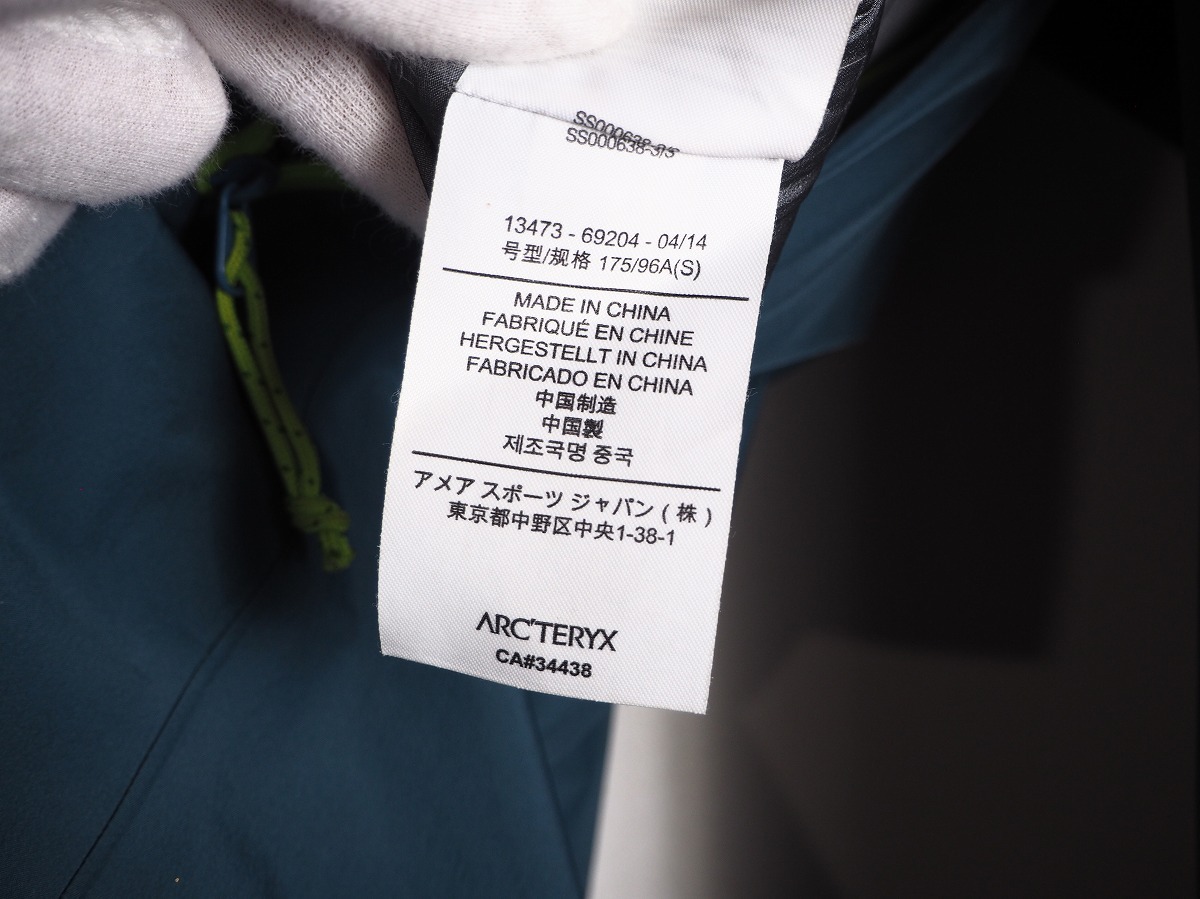 SS000638-3/S
SS000638-3/S
13473 - 69204 - 04/14
号型/规格 175/96A(S)
MADE IN CHINA
FABRIQUÉ EN CHINE
HERGESTELLT IN CHINA
FABRICADO EN CHINA
中国制造
中国製
제조국명 중국
アメア スポーツ ジャパン ( 株 )
東京都中野区中央1-38-1
ARC'TERYX
CA#34438